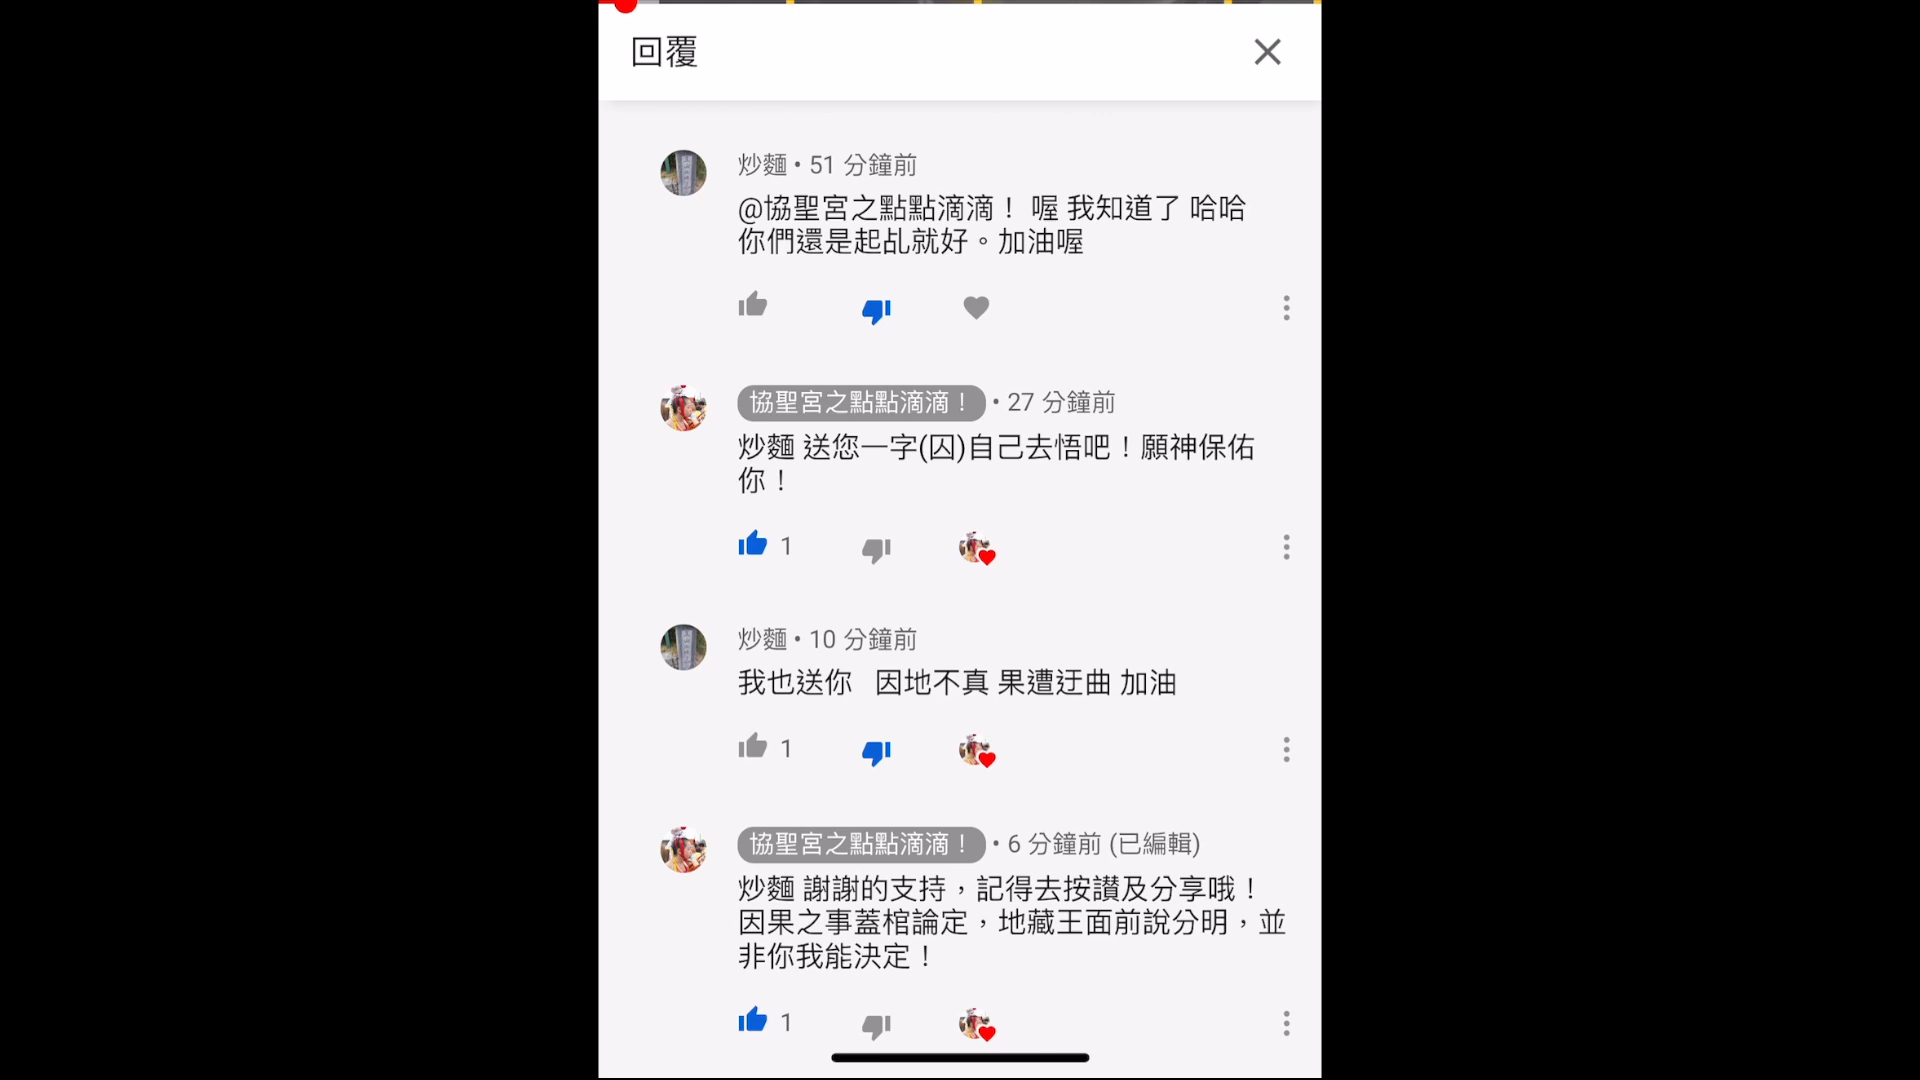 回覆
炒麵 • 51 分鐘前
@協聖宮之點點滴滴！ 喔 我知道了 哈哈
你們還是起乩就好。加油喔
協聖宮之點點滴滴！ • 27 分鐘前
炒麵 送您一字(囚)自己去悟吧！願神保佑
你！
1
炒麵 • 10 分鐘前
我也送你 因地不真 果遭迂曲 加油
1
協聖宮之點點滴滴！ • 6 分鐘前 (已編輯)
炒麵 謝謝的支持，記得去按讃及分享哦！
因果之事蓋棺論定，地藏王面前說分明，並
非你我能決定！
1